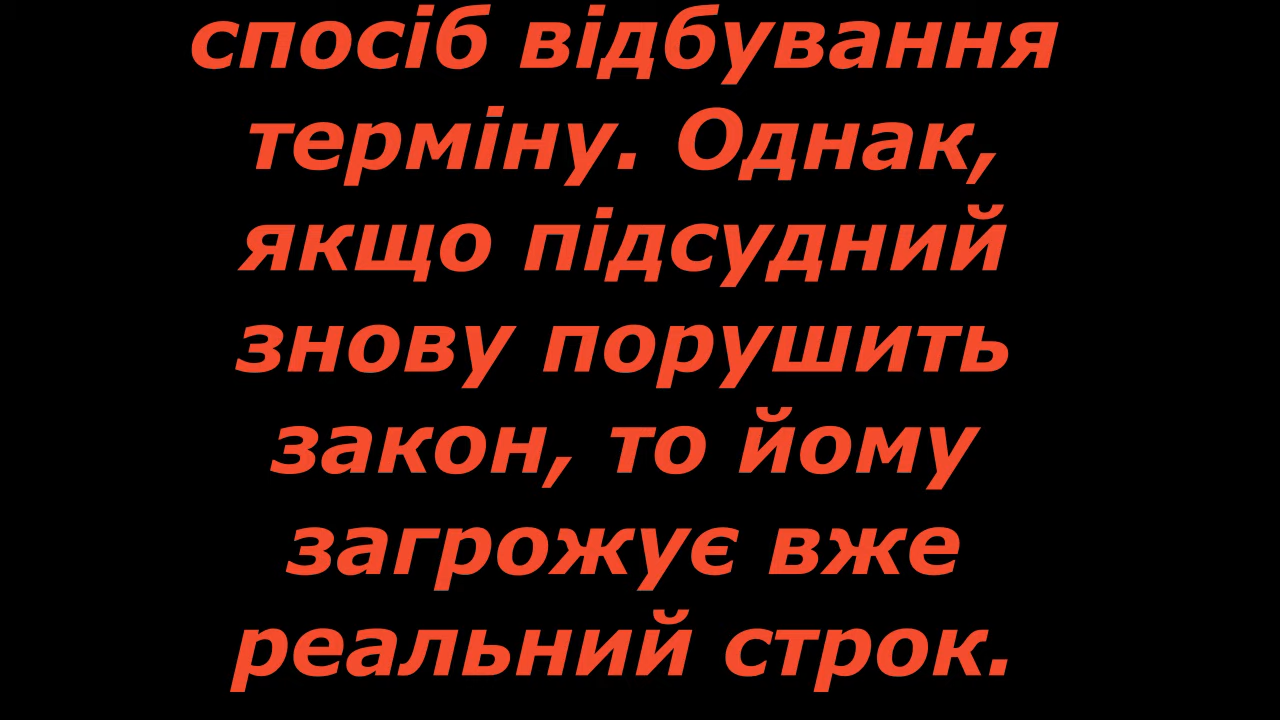 спосіб відбування
терміну. Однак,
якщо підсудний
знову порушить
закон, то йому
загрожує вже
реальний строк.